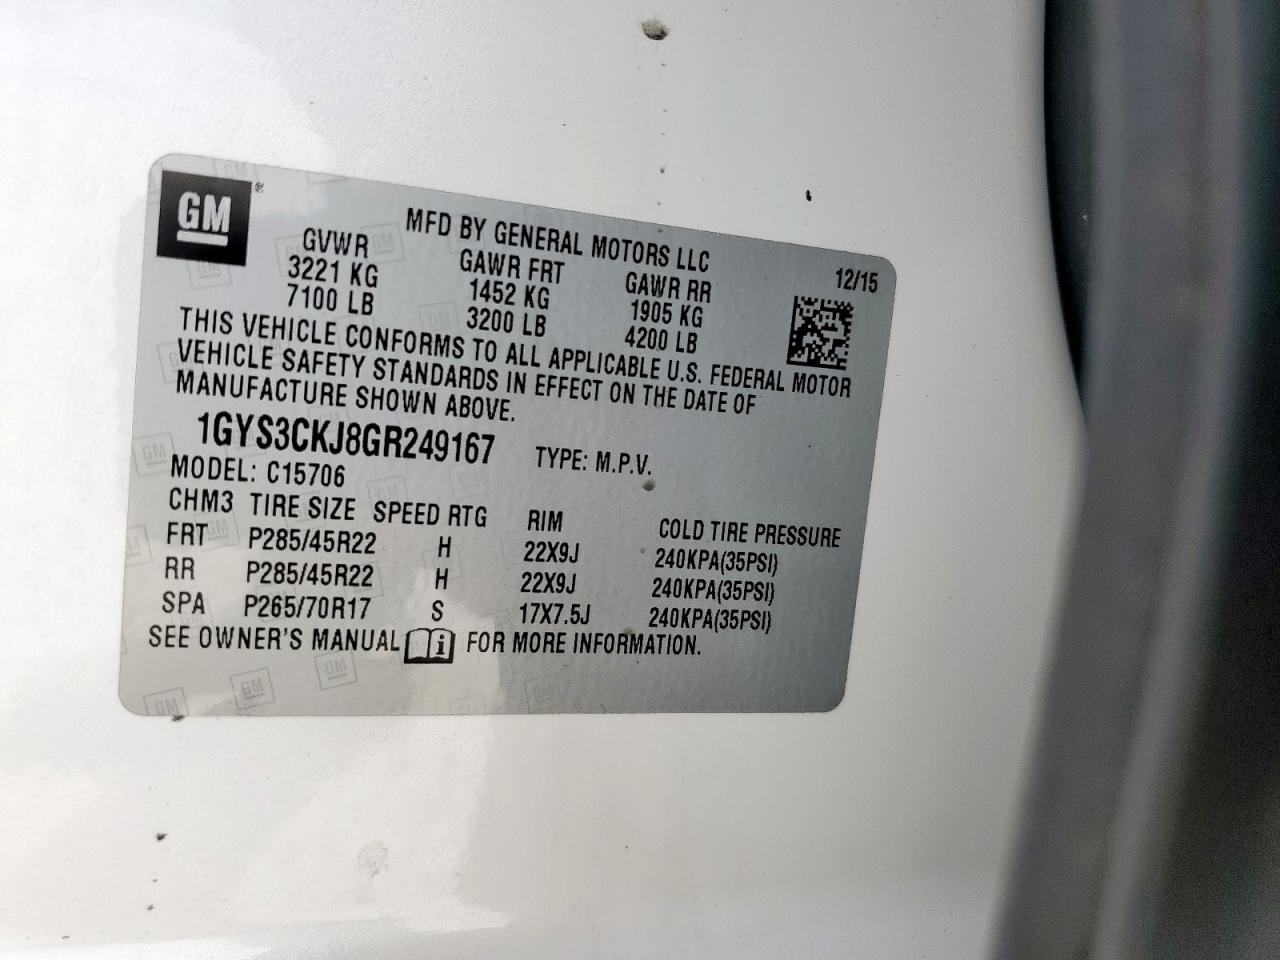 GM ®
MFD BY GENERAL MOTORS LLC
12/15
GVWR GAWR FRT GAWR RR
3221 KG 1452 KG 1905 KG
7100 LB 3200 LB 4200 LB
THIS VEHICLE CONFORMS TO ALL APPLICABLE U.S. FEDERAL MOTOR
VEHICLE SAFETY STANDARDS IN EFFECT ON THE DATE OF
MANUFACTURE SHOWN ABOVE.
1GYS3CKJ8GR249167 TYPE: M.P.V.
MODEL: C15706
CHM3 TIRE SIZE SPEED RTG RIM COLD TIRE PRESSURE
FRT P285/45R22 H 22X9J 240KPA(35PSI)
RR P285/45R22 H 22X9J 240KPA(35PSI)
SPA P265/70R17 S 17X7.5J 240KPA(35PSI)
SEE OWNER'S MANUAL i FOR MORE INFORMATION.